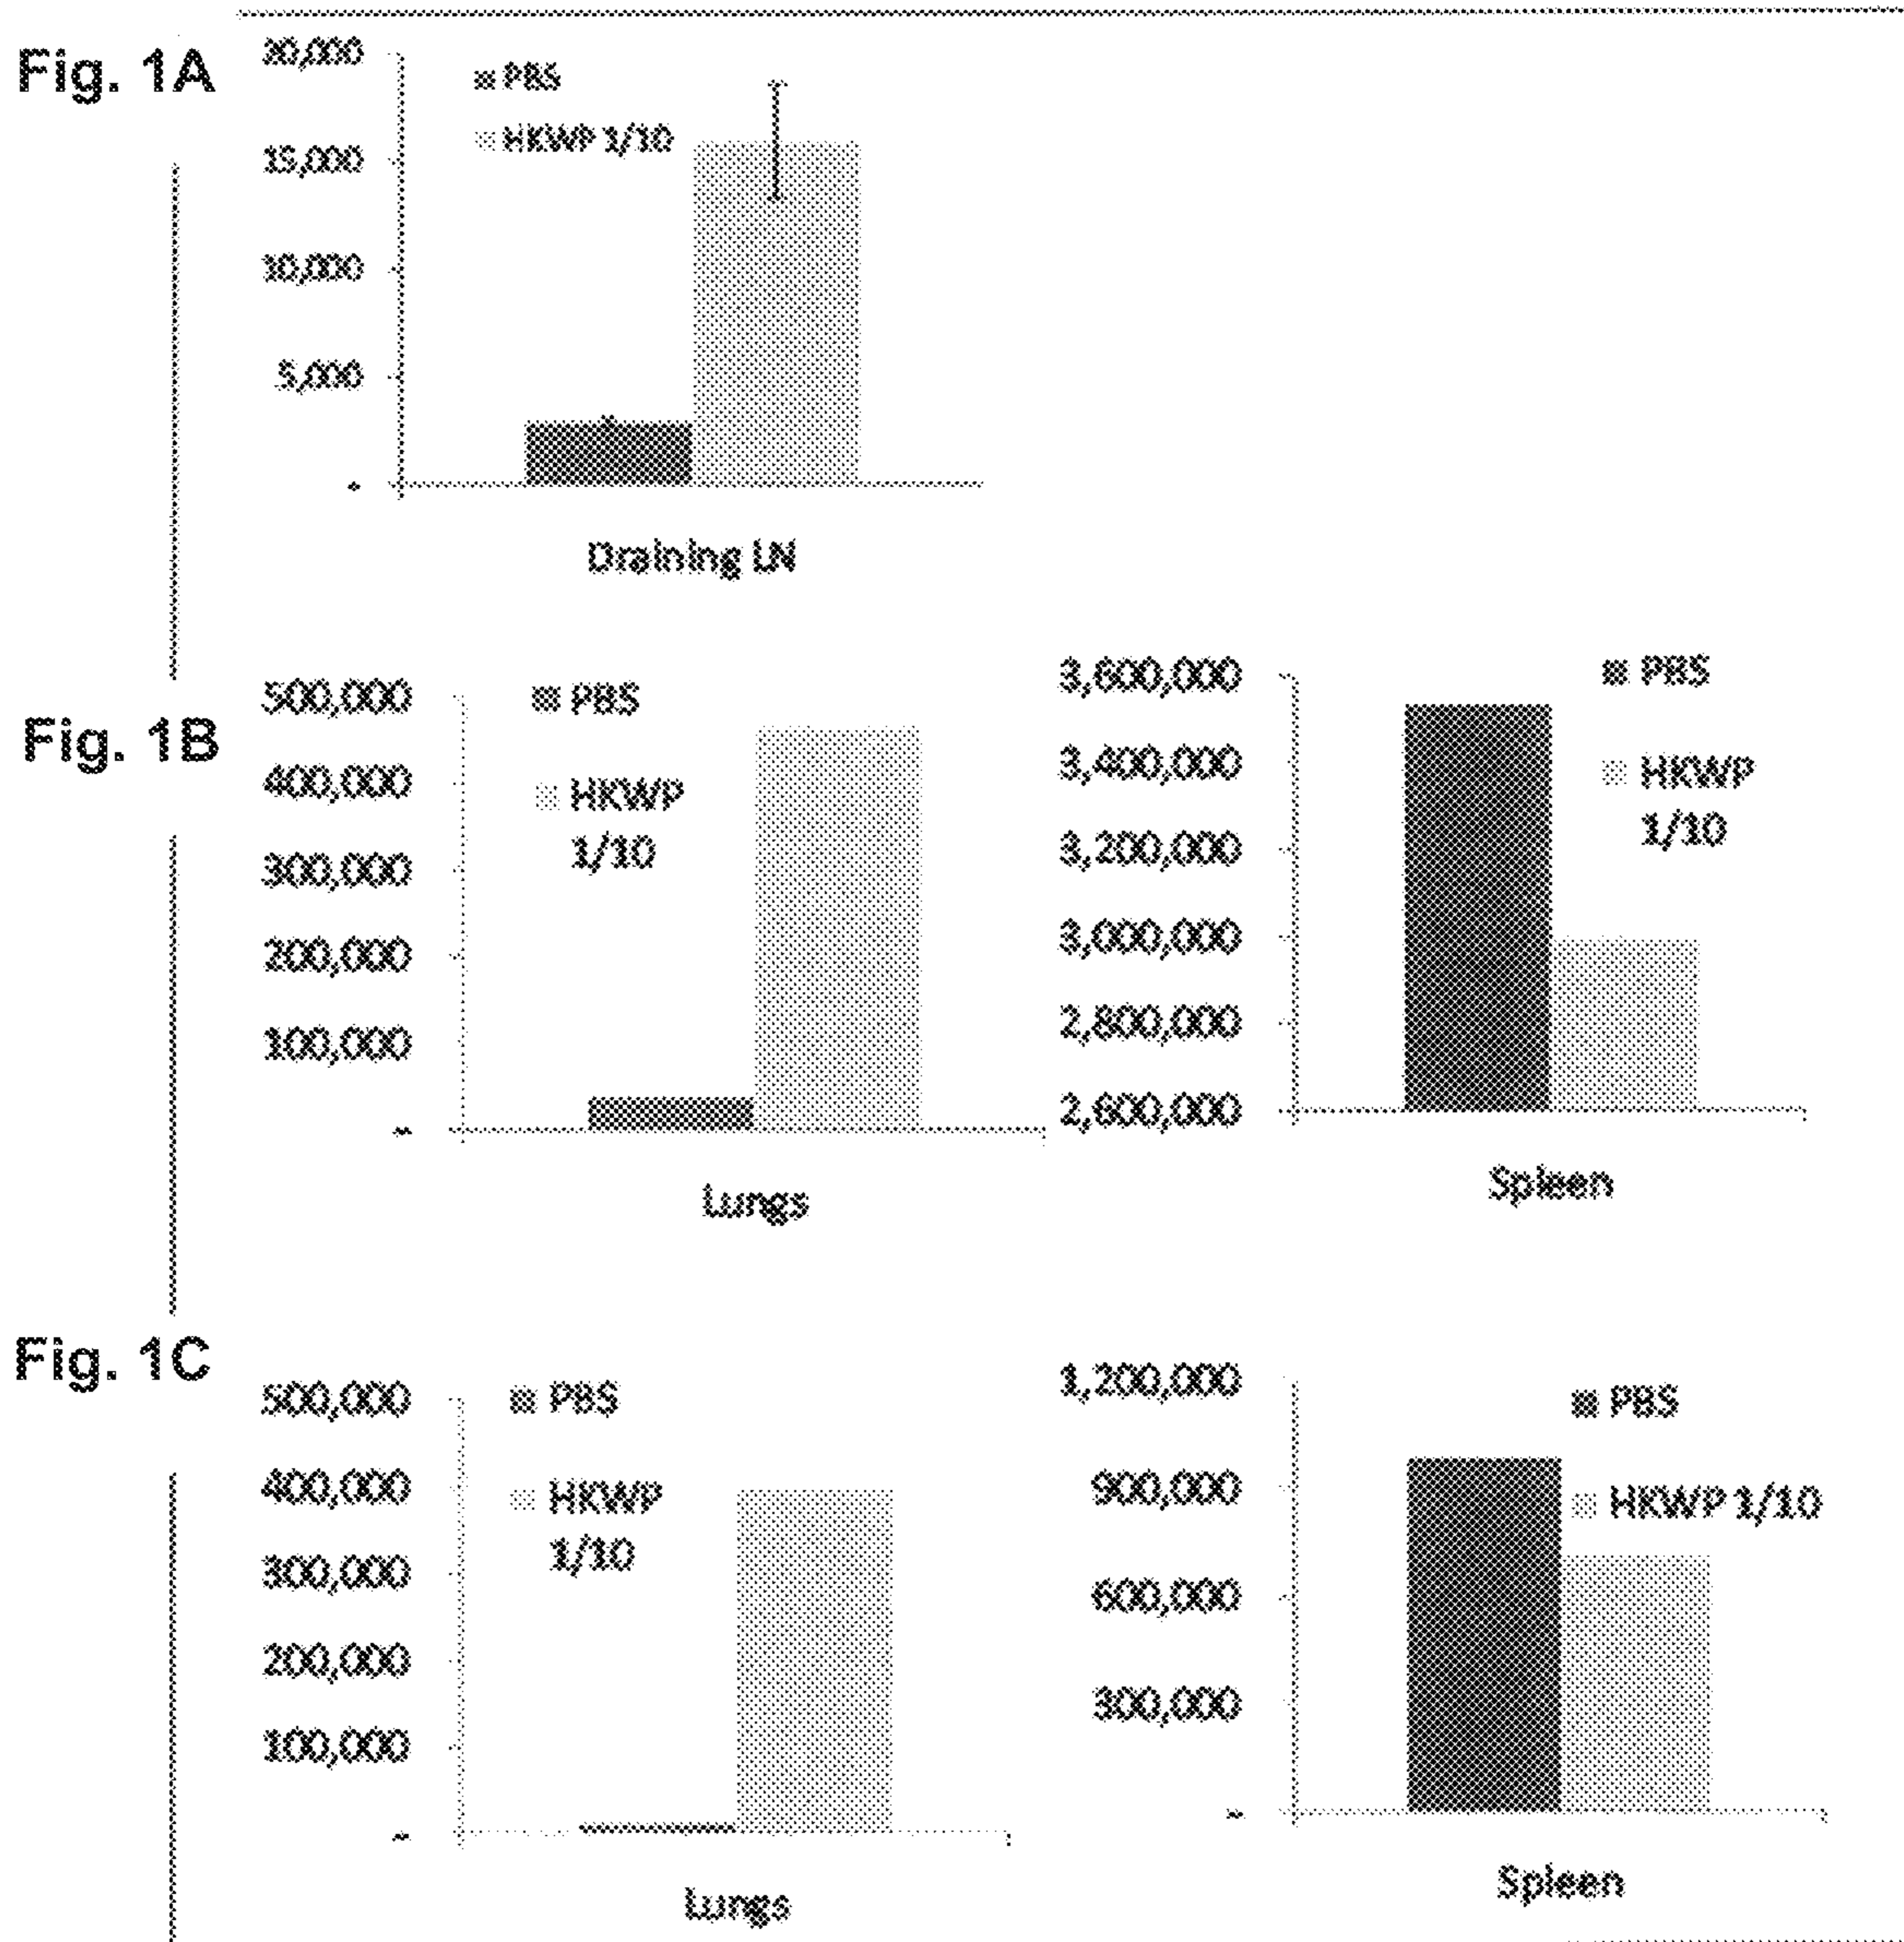 Fig. 1A
20,000
15,000
10,000
5,000
-
PBS
HKWP 1/10
Draining LN
Fig. 1B
500,000
400,000
300,000
200,000
100,000
-
PBS
HKWP
1/10
Lungs
3,600,000
3,400,000
3,200,000
3,000,000
2,800,000
2,600,000
PBS
HKWP
1/10
Spleen
Fig. 1C
500,000
400,000
300,000
200,000
100,000
-
PBS
HKWP
1/10
Lungs
1,200,000
900,000
600,000
300,000
-
PBS
HKWP 1/10
Spleen